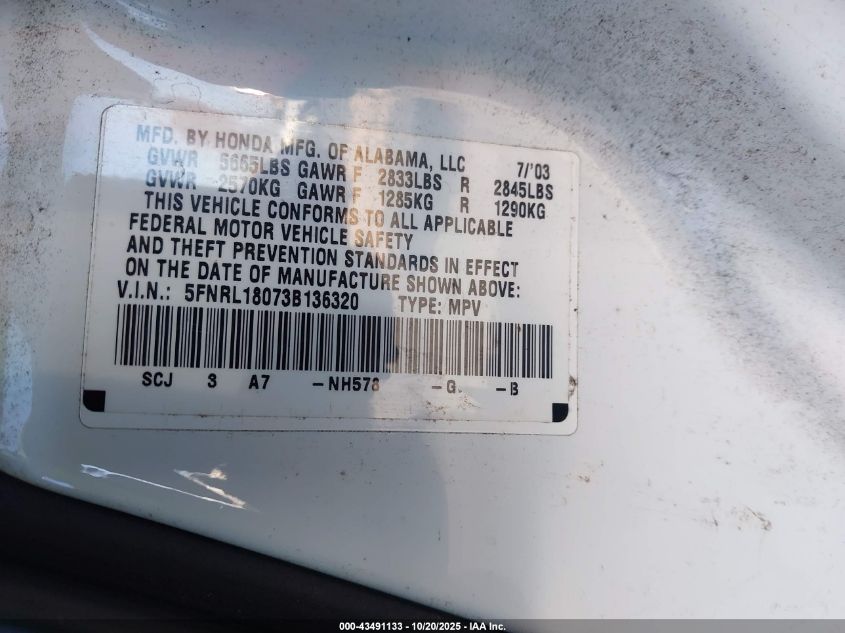 MFD. BY HONDA MFG. OF ALABAMA, LLC 7/'03
GVWR 5665LBS GAWR F 2833LBS R 2845LBS
GVWR 2570KG GAWR F 1285KG R 1290KG
THIS VEHICLE CONFORMS TO ALL APPLICABLE
FEDERAL MOTOR VEHICLE SAFETY
AND THEFT PREVENTION STANDARDS IN EFFECT
ON THE DATE OF MANUFACTURE SHOWN ABOVE:
V.I.N.: 5FNRL18073B136320 TYPE: MPV
SCJ 3 A7 -NH578 -G -B
000-43491133 - 10/20/2025 - IAA Inc.